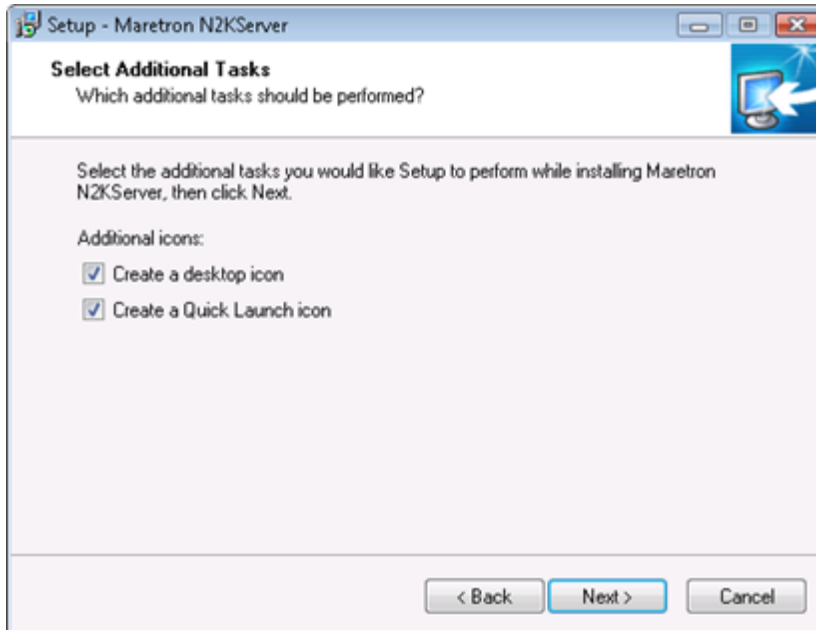 Setup - Maretron N2KServer
Select Additional Tasks
Which additional tasks should be performed?
Select the additional tasks you would like Setup to perform while installing Maretron
N2KServer, then click Next.
Additional icons:
Create a desktop icon
Create a Quick Launch icon
< Back Next > Cancel